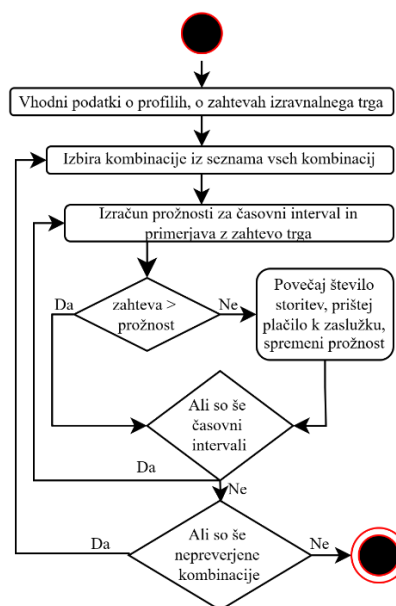 Vhodni podatki o profilih, o zahtevah izravnalnega trga
Izbira kombinacije iz seznama vseh kombinacij
Izračun prožnosti za časovni interval in
primerjava z zahtevo trga
Da
zahteva >
prožnost
Ne
Povečaj število
storitev, prištej
plačilo k zaslužku,
spremeni prožnost
Ali so še
časovni
intervali
Da
Ne
Da
Ali so še
nepreverjene
kombinacije
Ne